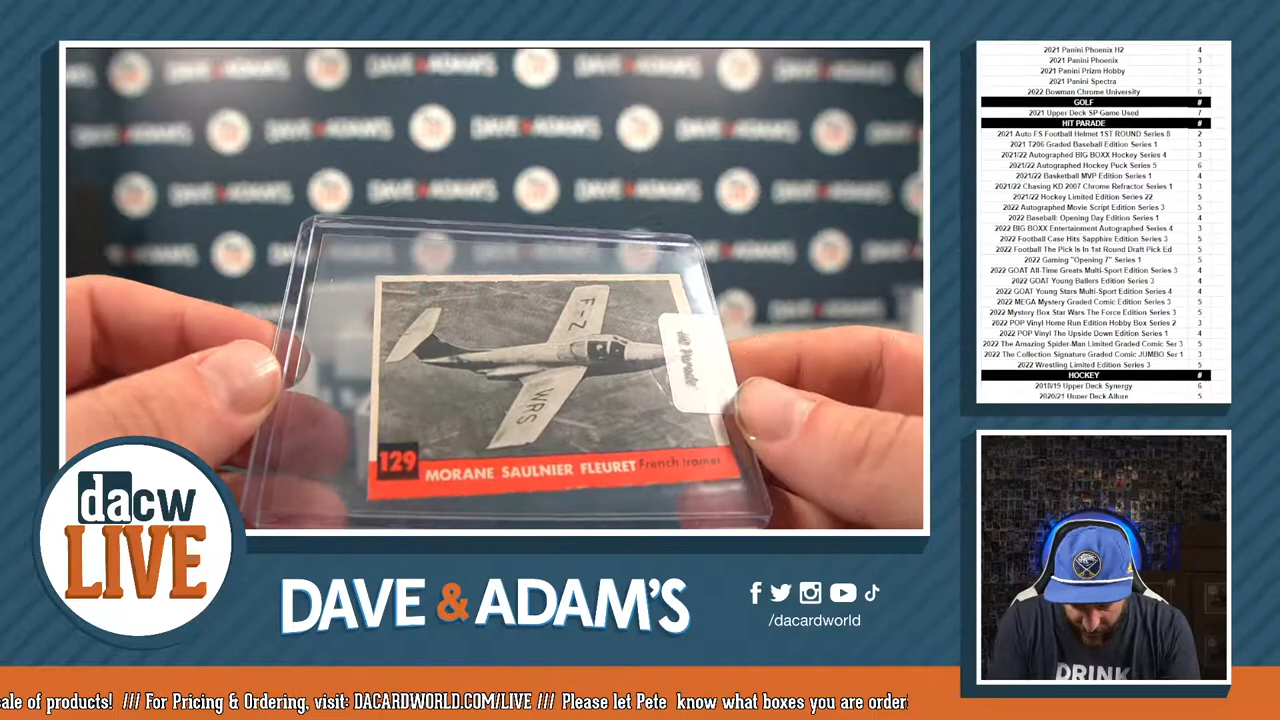 2021 Panini Phoenix H2 4
2021 Panini Phoenix 3
2021 Panini Prizm Hobby 5
2021 Panini Spectra 3
2022 Bowman Chrome University 6
GOLF #
2021 Upper Deck SP Game Used 7
HIT PARADE #
2021 Auto FS Football Helmet 1ST ROUND Series 8 2
2021 T206 Graded Baseball Edition Series 1 3
2021/22 Autographed BIG BOXX Hockey Series 4 3
2021/22 Autographed Hockey Puck Series 5 6
2021/22 Basketball MVP Edition Series 1 4
2021/22 Chasing KD 2007 Chrome Refractor Series 1 3
2021/22 Hockey Limited Series 22 5
2022 Autographed Movie Script Edition Series 3 5
2022 Baseball: Opening Day Edition Series 1 4
2022 BIG BOXX Entertainment Autographed Series 4 3
2022 Football Case Hits Sapphire Edition Series 3 5
2022 Football The Pick Is In 1st Round Draft Pick Ed 5
2022 Gaming "Opening 7" Series 1 5
2022 GOAT All-Time Greats Multi-Sport Edition Series 3 4
2022 GOAT Young Ballers Edition Series 3 4
2022 GOAT Young Stars Multi-Sport Edition Series 4 4
2022 MEGA Mystery Graded Comic Edition Series 3 5
2022 Mystery Box Star Wars The Force Edition Series 3 5
2022 POP Vinyl Home Run Edition Hobby Box Series 2 3
2022 POP Vinyl The Upside Down Edition Series 1 4
2022 The Amazing Spider-Man Limited Graded Comic Ser 3 5
2022 The Collection Signature Graded Comic JUMBO Ser 1 3
2022 Wrestling Limited Edition Series 3 5
HOCKEY #
2018/19 Upper Deck Synergy 6
2020/21 Upper Deck Allure 5
DAVE & ADAM'S
F-Z
WRS
Hit Parade
129 MORANE SAULNIER FLEURET French trainer
dacw
LIVE
DAVE & ADAM'S
/dacardworld
DRINK
ale of products! /// For Pricing & Ordering, visit: DACARDWORLD.COM/LIVE /// Please let Pete know what boxes you are order